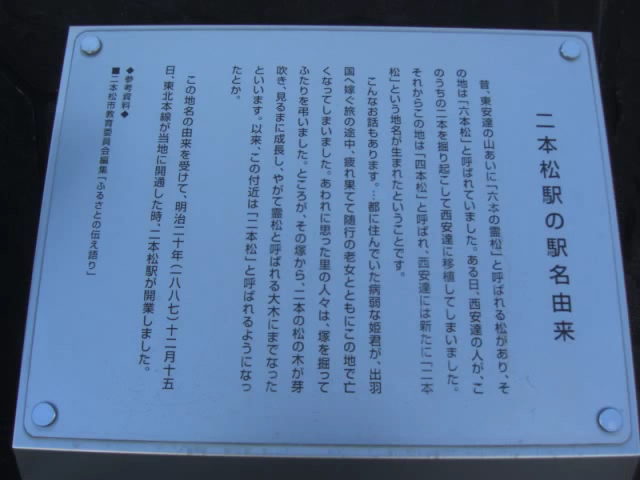 二本松駅の駅名由来
昔、東安達の山あいに「六本の霊松」と呼ばれる松があり、そ
の地は「六本松」と呼ばれていました。ある日、西安達の人が、こ
のうちの二本を掘り起こして西安達に移植してしまいました。
それからこの地は「四本松」と呼ばれ、西安達には新たに「二本
松」という地名が生まれたということです。
こんなお話もあります。…都に住んでいた病弱な姫君が、出羽
国へ嫁ぐ旅の途中、疲れ果てて随行の老女とともにこの地で亡
くなってしまいました。あわれに思った里の人々は、塚を掘って
ふたりを弔いました。ところが、その塚から、二本の松の木が芽
吹き、見るまに成長し、やがて霊松と呼ばれる大木にまでなった
といいます。以来、この付近は「二本松」と呼ばれるようになっ
たとか。
この地名の由来を受けて、明治二十年(一八八七)十二月十五
日、東北本線が当地に開通した時、二本松駅が開業しました。
◆参考資料◆
■二本松市教育委員会編集「ふるさとの伝え語り」